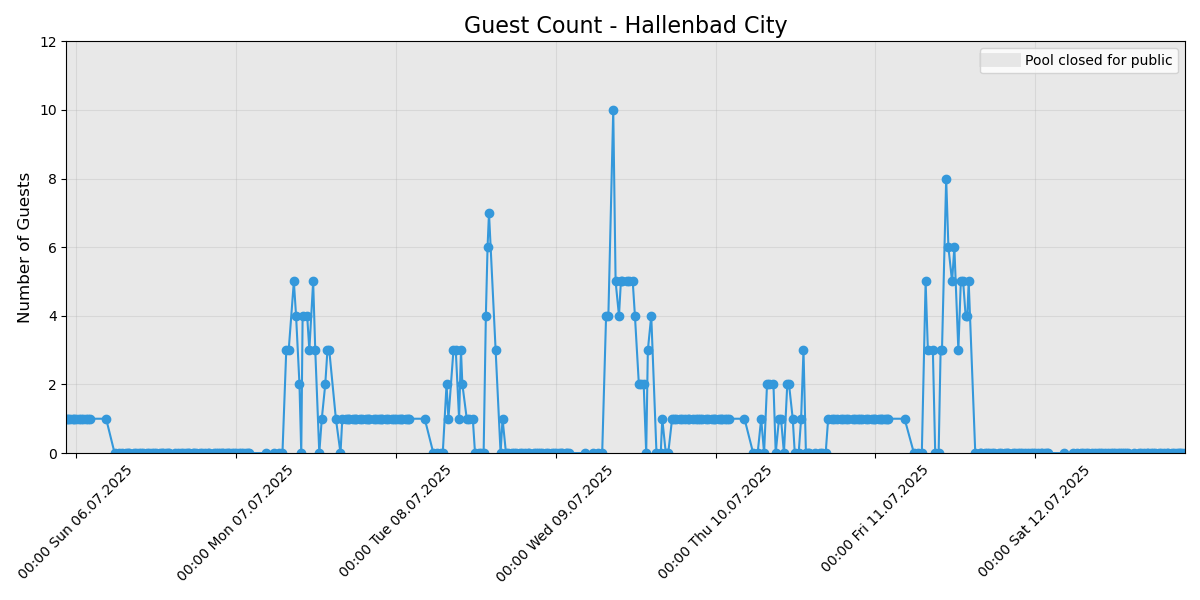 Guest Count - Hallenbad City
Pool closed for public
Number of Guests
12
10
8
6
4
2
0
00:00 Sun 06.07.2025
00:00 Mon 07.07.2025
00:00 Tue 08.07.2025
00:00 Wed 09.07.2025
00:00 Thu 10.07.2025
00:00 Fri 11.07.2025
00:00 Sat 12.07.2025